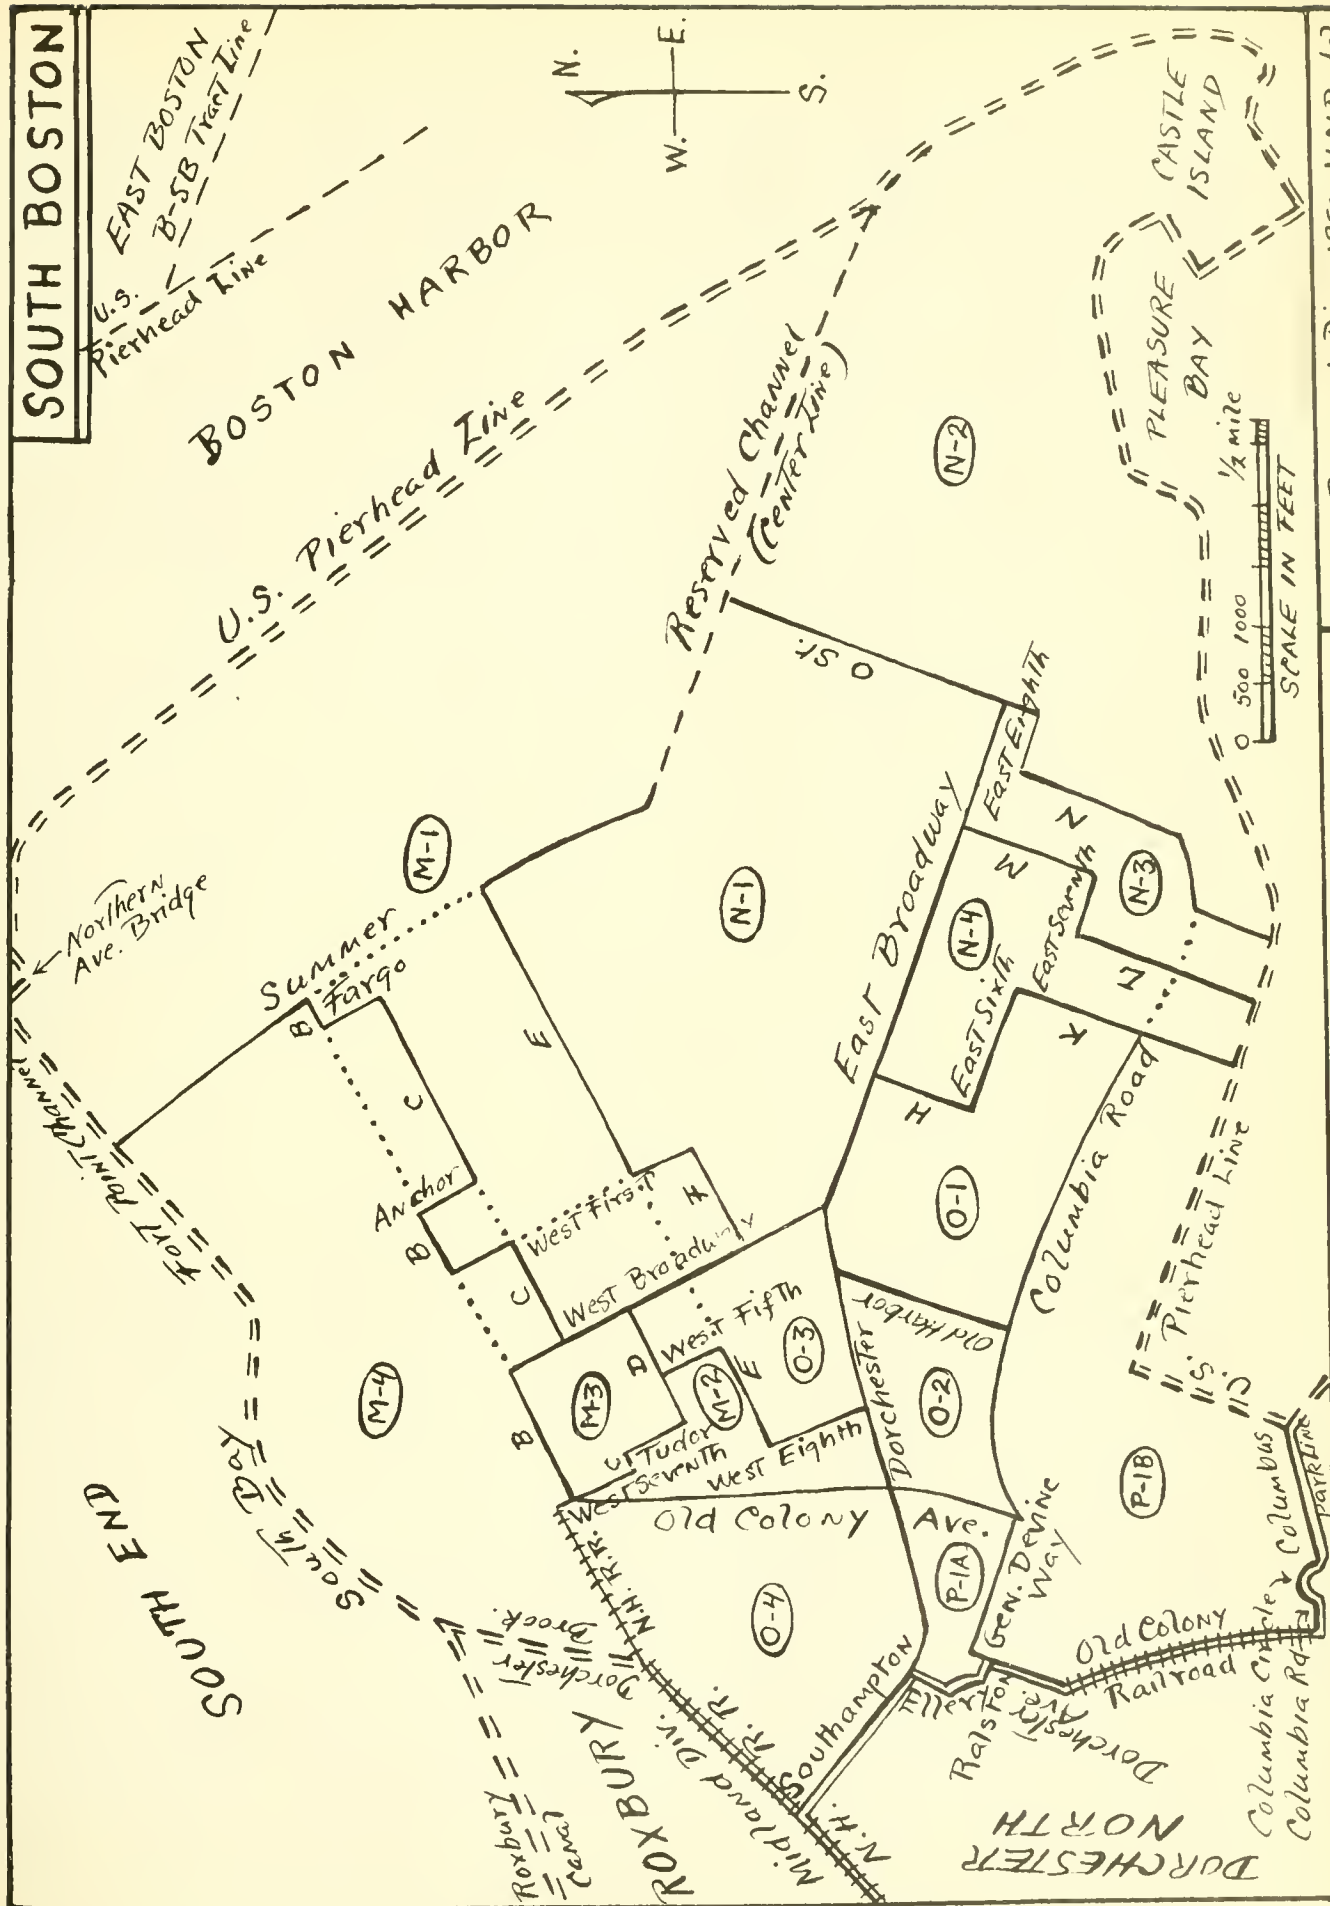 SOUTH BOSTON
EAST BOSTON
B-5B Tract Line
U.S.
Pierhead Line
BOSTON HARBOR
N.
W.
E.
S.
U.S. Pierhead Line
Reserved Channel
(Center Line)
CASTLE
ISLAND
PLEASURE
BAY
N-2
0 500 1000 1/2 mile
SCALE IN FEET
Northern
Ave. Bridge
M-1
Summer
Fargo
B
E
C
Anchor
B
C
Fort Point Channel
South Bay
M-4
SOUTH END
O St.
N-1
East Broadway
East Eighth
N
M
N-3
N-4
East Seventh
East Sixth
L
K
H
O-1
Columbia Road
U.S. Pierhead Line
West First
F
West Broadway
West Fifth
D
E
O-3
M-3
M-2
B
Tudor
West Seventh
West Eighth
Dorchester
Old Harbor
O-2
Old Colony Ave.
O-4
P-1A
P-1B
Gen. Devine
Way
Southampton
Ellery
Ralston
Dorchester
Ave.
Old Colony
Railroad
Columbia Circle
Columbia Rd
Columbus
Park Line
DORCHESTER
NORTH
N.H.R.R.
Midland Div.
N.H. R.R.
Dorchester
Brook
ROXBURY
Roxbury
Canal